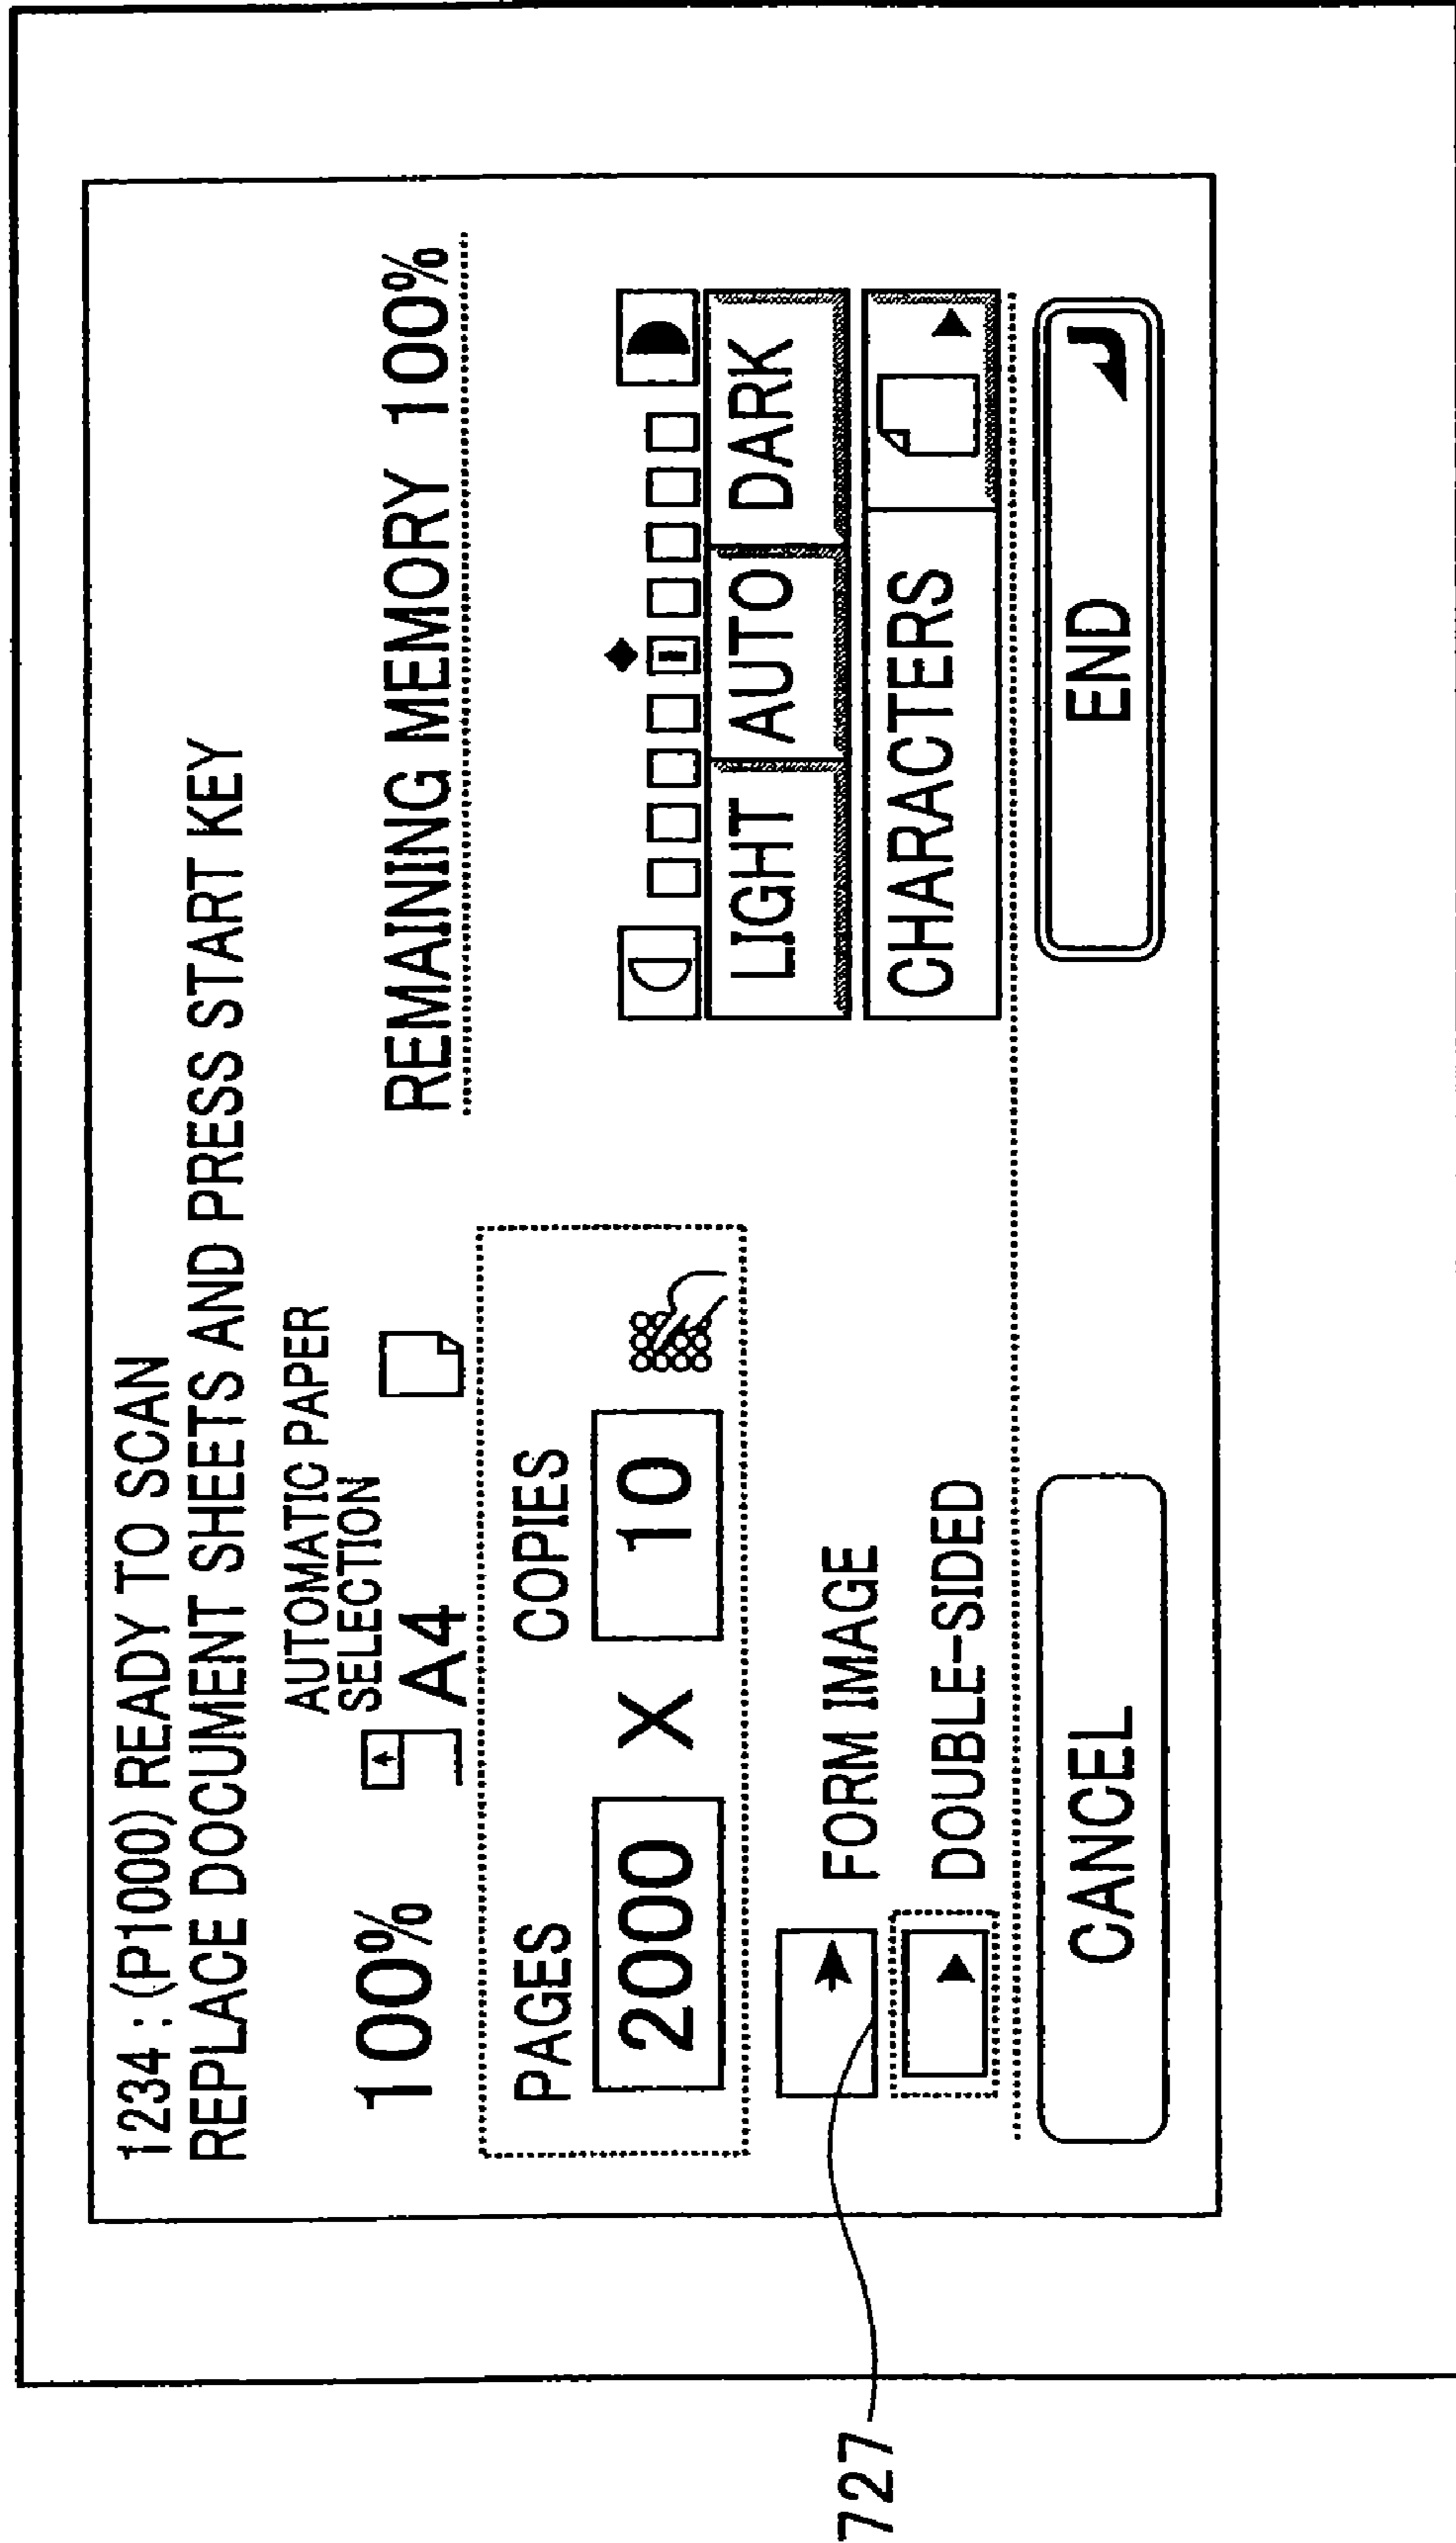 1234 : (P1000) READY TO SCAN
REPLACE DOCUMENT SHEETS AND PRESS START KEY
AUTOMATIC PAPER
SELECTION
100%
A4
REMAINING MEMORY 100%
PAGES
COPIES
2000 X 10
LIGHT
AUTO
DARK
FORM IMAGE
CHARACTERS
DOUBLE-SIDED
CANCEL
END
727